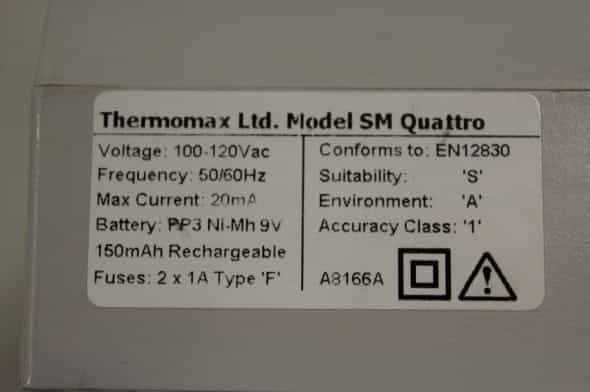 Thermomax Ltd. Model SM Quattro
Voltage: 100-120Vac
Frequency: 50/60Hz
Max Current: 20mA
Battery: PP3 Ni-Mh 9V
150mAh Rechargeable
Fuses: 2 x 1A Type 'F'
Conforms to: EN12830
Suitability: 'S'
Environment: 'A'
Accuracy Class: '1'
A8166A